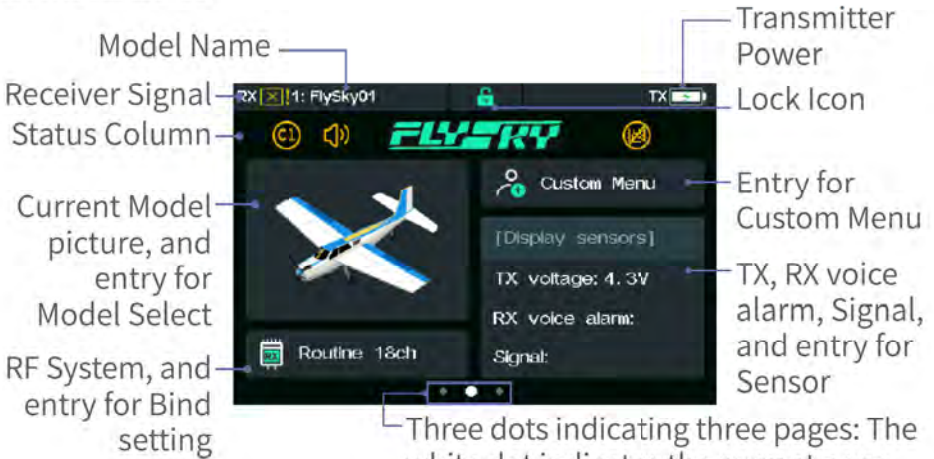 Transmitter
Power
Model Name
Receiver Signal
RX ! 1: FlySky01
TX
Lock Icon
Status Column
C1
FLYSKY
Custom Menu
Entry for
Custom Menu
Current Model
picture, and
entry for
Model Select
[Display sensors]
TX voltage: 4.3V
RX voice alarm:
Signal:
TX, RX voice
alarm, Signal,
and entry for
Sensor
RX
Routine 18ch
RF System, and
entry for Bind
setting
Three dots indicating three pages: The